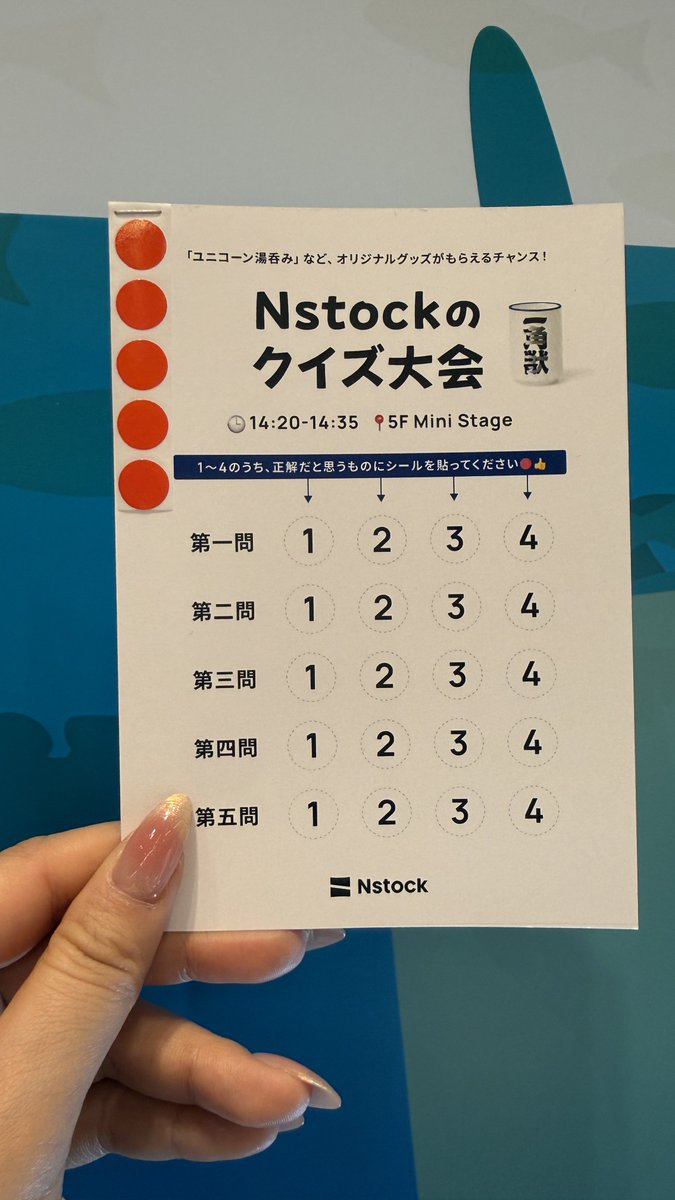 「ユニコーン湯呑み」など、オリジナルグッズがもらえるチャンス！
Nstockの
クイズ大会
一角獣
14:20-14:35 5F Mini Stage
1〜4のうち、正解だと思うものにシールを貼ってください
第一問 1 2 3 4
第二問 1 2 3 4
第三問 1 2 3 4
第四問 1 2 3 4
第五問 1 2 3 4
Nstock